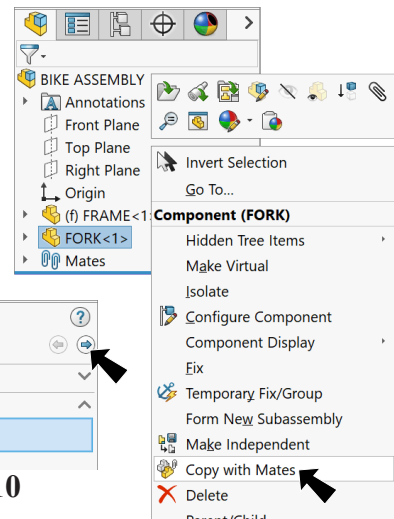 BIKE ASSEMBLY
Annotations
Front Plane
Top Plane
Right Plane
Origin
(f) FRAME<1
FORK<1>
Mates
Invert Selection
Go To...
Component (FORK)
Hidden Tree Items
Make Virtual
Isolate
Configure Component
Component Display
Fix
Temporary Fix/Group
Form New Subassembly
Make Independent
Copy with Mates
Delete
Parent/Child
10